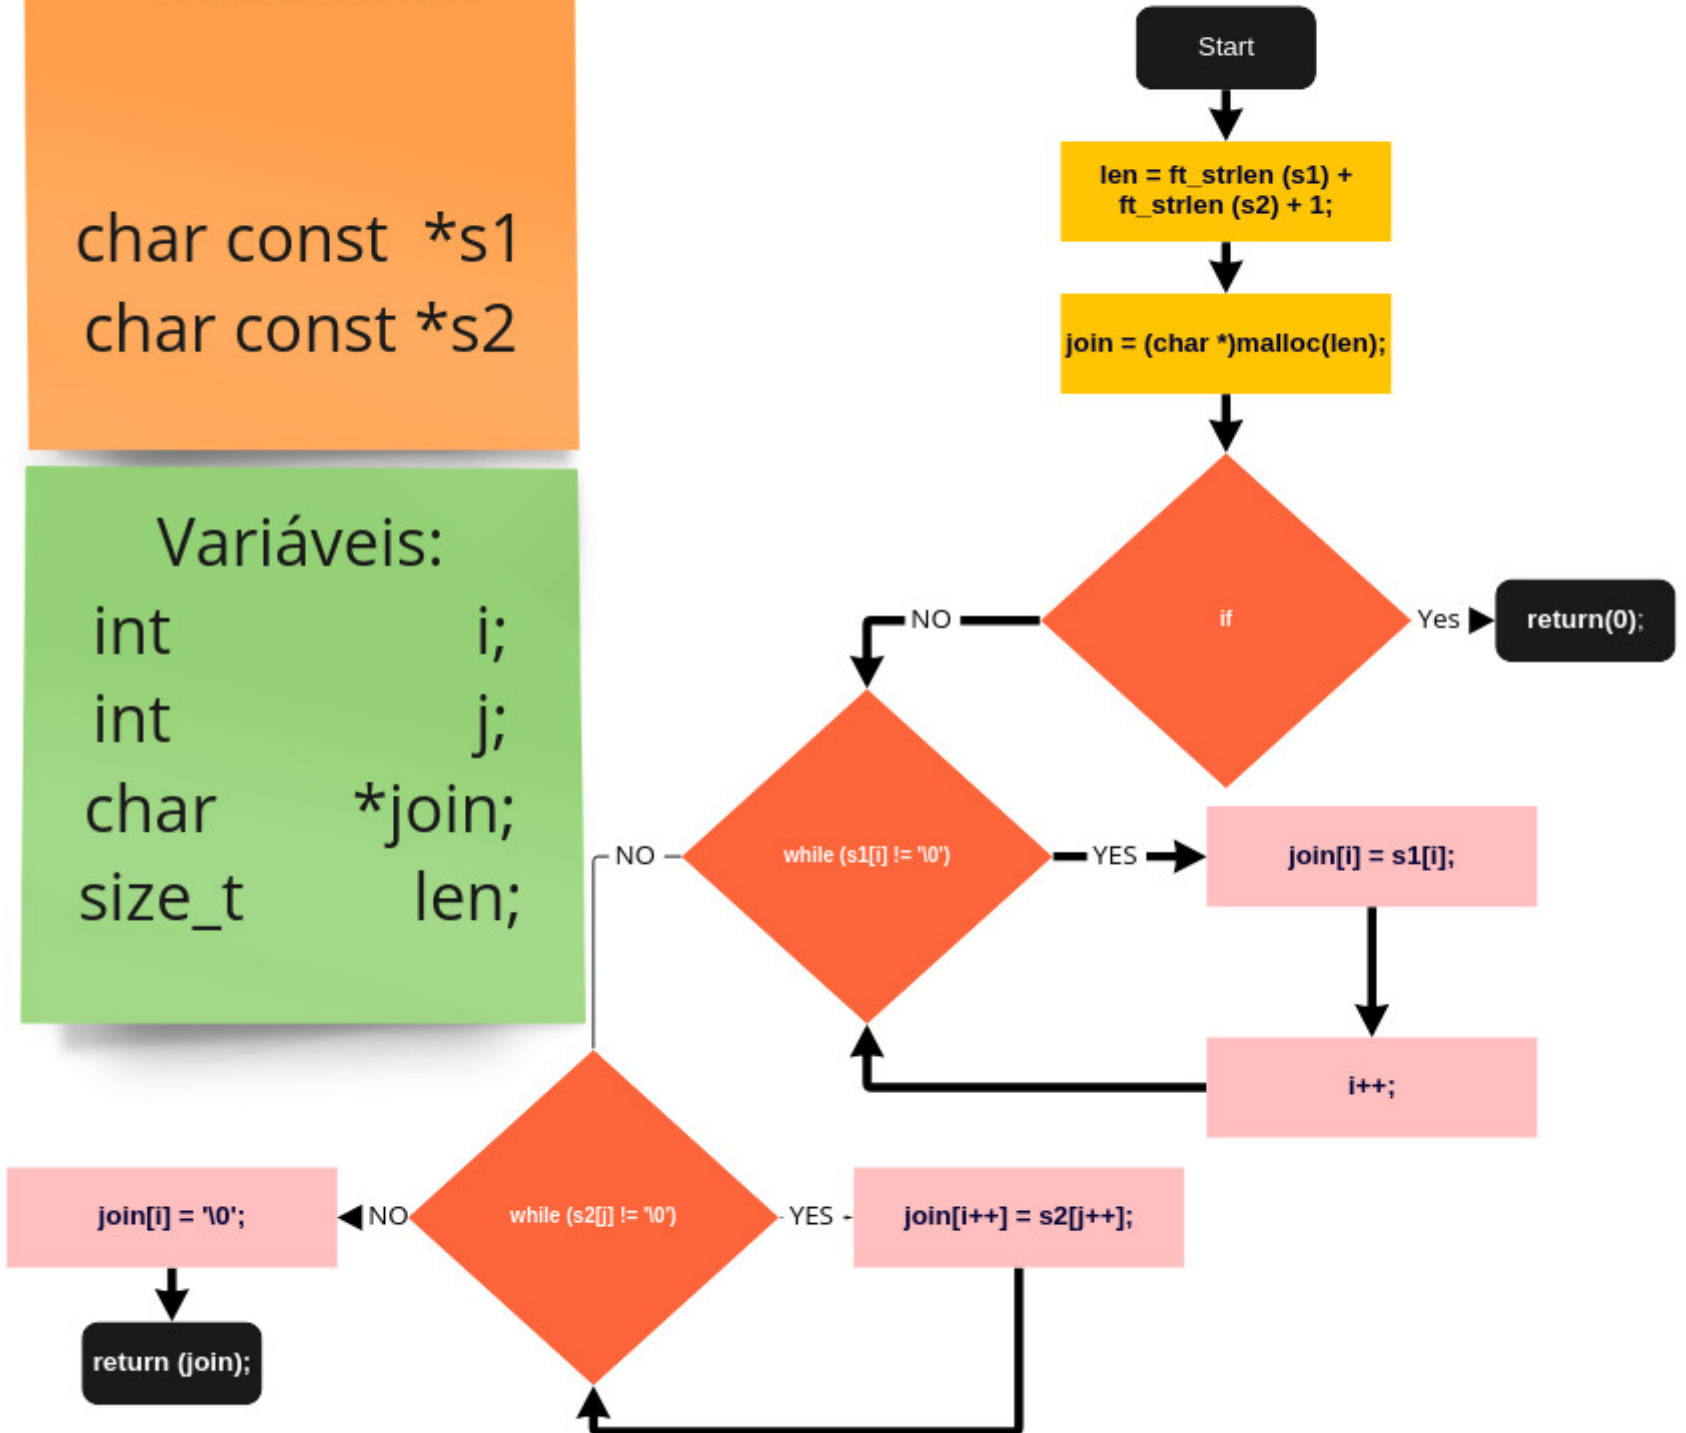 char const *s1
char const *s2
Variáveis:
int i;
int j;
char *join;
size_t len;
Start
len = ft_strlen (s1) +
ft_strlen (s2) + 1;
join = (char *)malloc(len);
if
Yes
return(0);
NO
while (s1[i] != '\0')
YES
join[i] = s1[i];
i++;
NO
while (s2[j] != '\0')
YES
join[i++] = s2[j++];
NO
join[i] = '\0';
return (join);